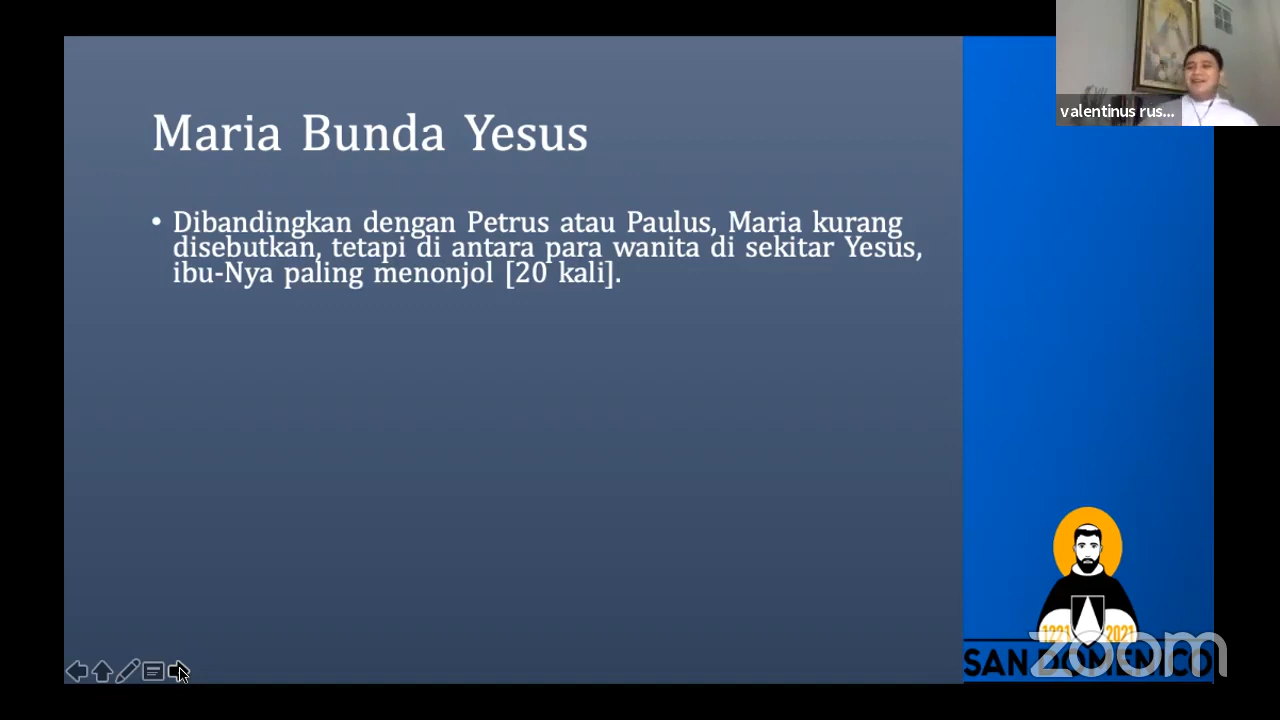 valentinus rus...
Maria Bunda Yesus
• Dibandingkan dengan Petrus atau Paulus, Maria kurang
disebutkan, tetapi di antara para wanita di sekitar Yesus,
ibu-Nya paling menonjol [20 kali].
1221 2021
zoom
SAN DOMENICO